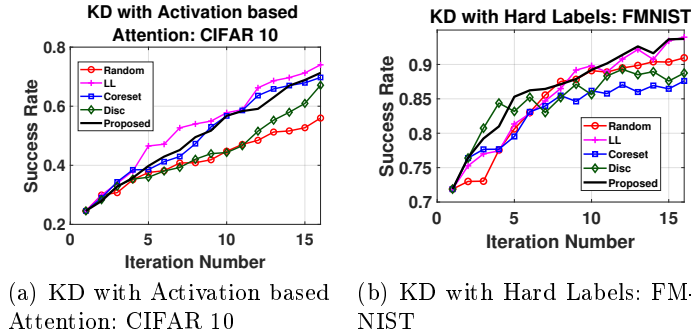 KD with Activation based
Attention: CIFAR 10
Success Rate
0.8
0.6
0.4
0.2
Random
LL
Coreset
Disc
Proposed
0 5 10 15
Iteration Number
(a) KD with Activation based
Attention: CIFAR 10
KD with Hard Labels: FMNIST
Success Rate
0.9
0.85
0.8
0.75
0.7
Random
LL
Coreset
Disc
Proposed
0 5 10 15
Iteration Number
(b) KD with Hard Labels: FM-
NIST